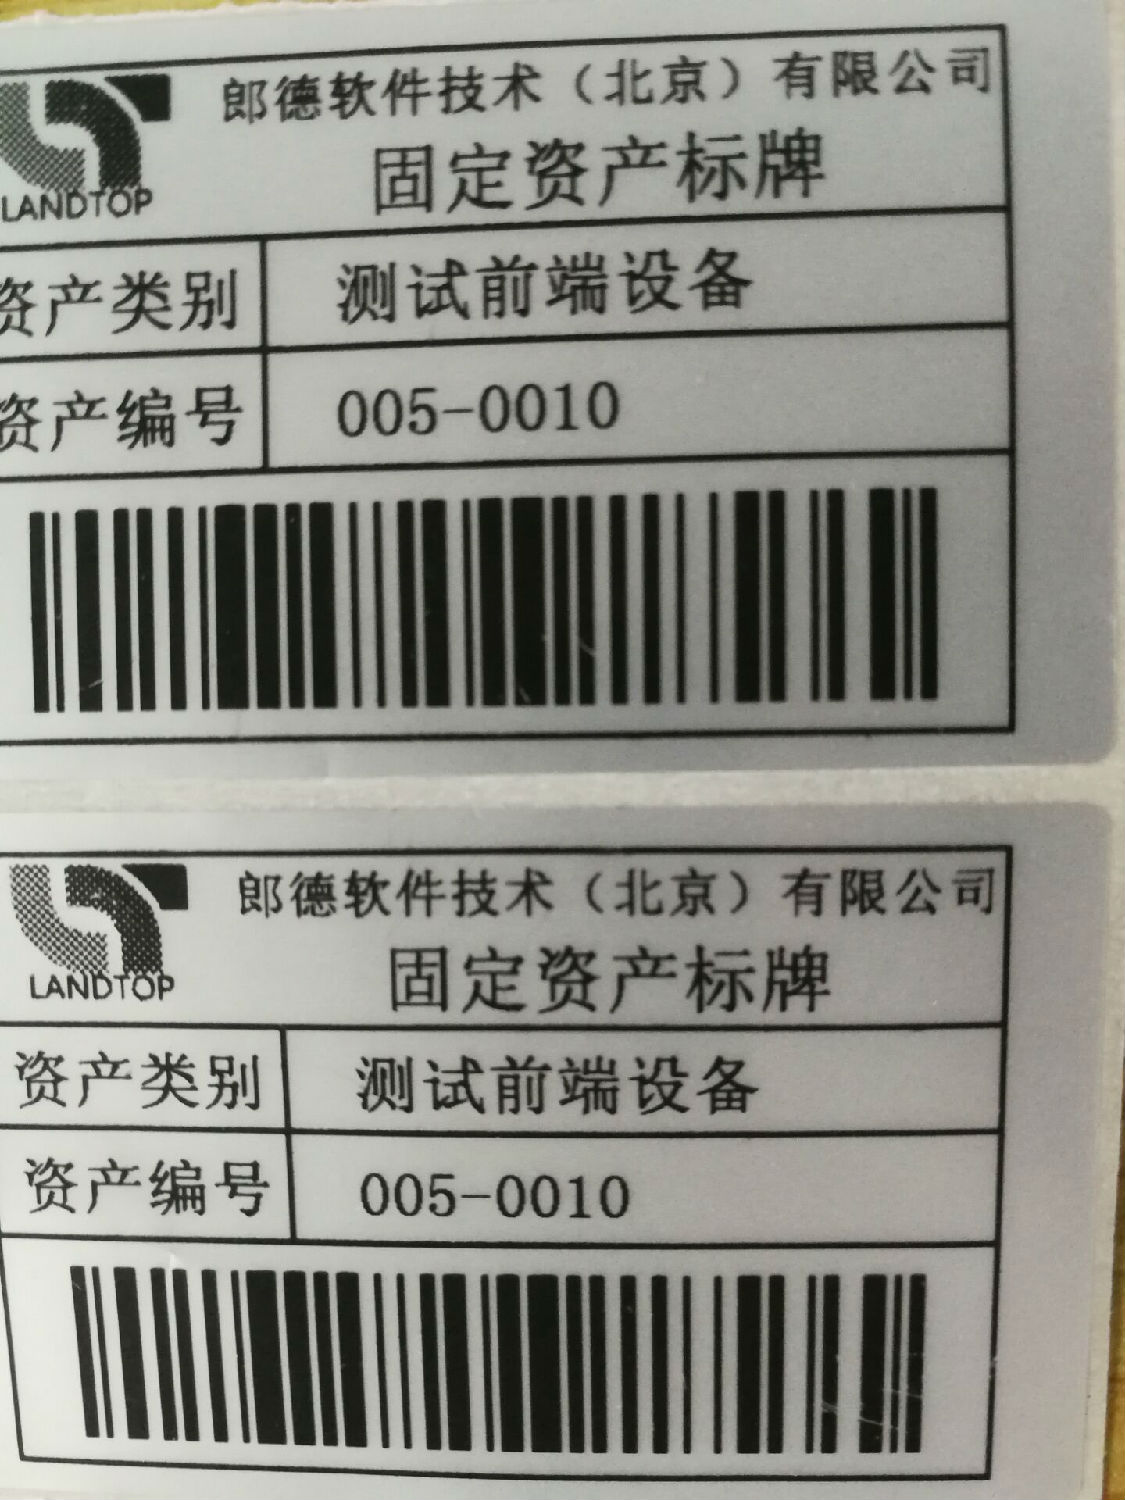 郎德软件技术（北京）有限公司
固定资产标牌
LANDTOP
资产类别 测试前端设备
资产编号 005-0010
郎德软件技术（北京）有限公司
固定资产标牌
LANDTOP
资产类别 测试前端设备
资产编号 005-0010